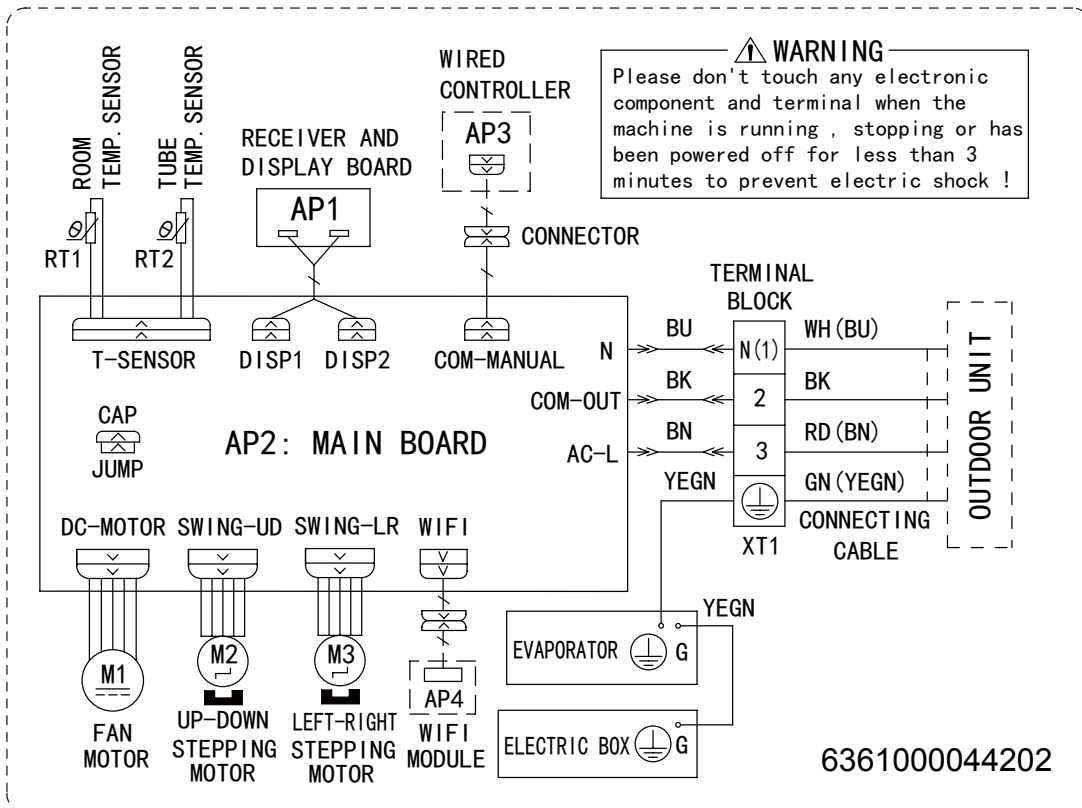 WARNING
Please don't touch any electronic
component and terminal when the
machine is running , stopping or has
been powered off for less than 3
minutes to prevent electric shock !
ROOM
TEMP. SENSOR
TUBE
TEMP. SENSOR
RT1
RT2
RECEIVER AND
DISPLAY BOARD
AP1
WIRED
CONTROLLER
AP3
CONNECTOR
T-SENSOR
DISP1
DISP2
COM-MANUAL
CAP
JUMP
AP2: MAIN BOARD
N
COM-OUT
AC-L
BU
BK
BN
YEGN
TERMINAL
BLOCK
N(1)
2
3
XT1
WH(BU)
BK
RD(BN)
GN(YEGN)
CONNECTING
CABLE
OUTDOOR UNIT
DC-MOTOR
SWING-UD
SWING-LR
WIFI
M1
FAN
MOTOR
M2
UP-DOWN
STEPPING
MOTOR
M3
LEFT-RIGHT
STEPPING
MOTOR
AP4
WIFI
MODULE
EVAPORATOR
G
YEGN
ELECTRIC BOX
G
6361000044202